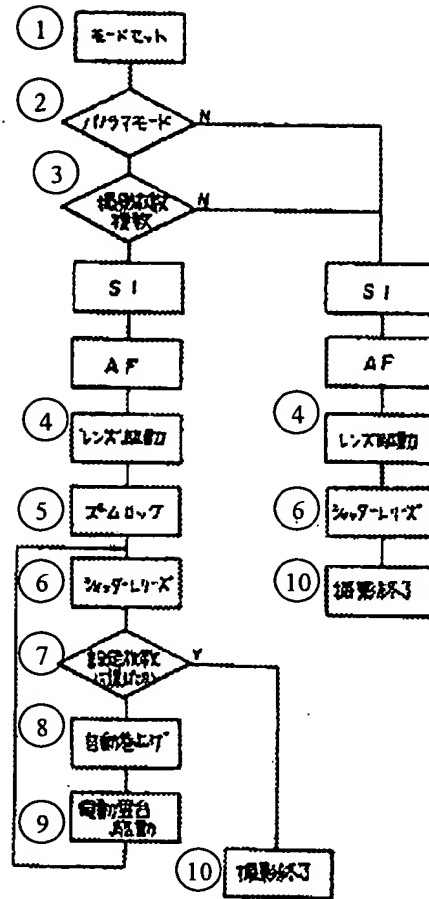 ① モードセット
② パノラマモード
N
③ 撮影枚数
複数
N
S1
AF
④ レンズ駆動
⑤ ズームロック
⑥ シャッターレリーズ
⑦ 設定枚数
に達したか
Y
⑧ 自動巻上げ
⑨ 電動雲台
駆動
⑩ 撮影終了
S1
AF
④ レンズ駆動
⑥ シャッターレリーズ
⑩ 撮影終了